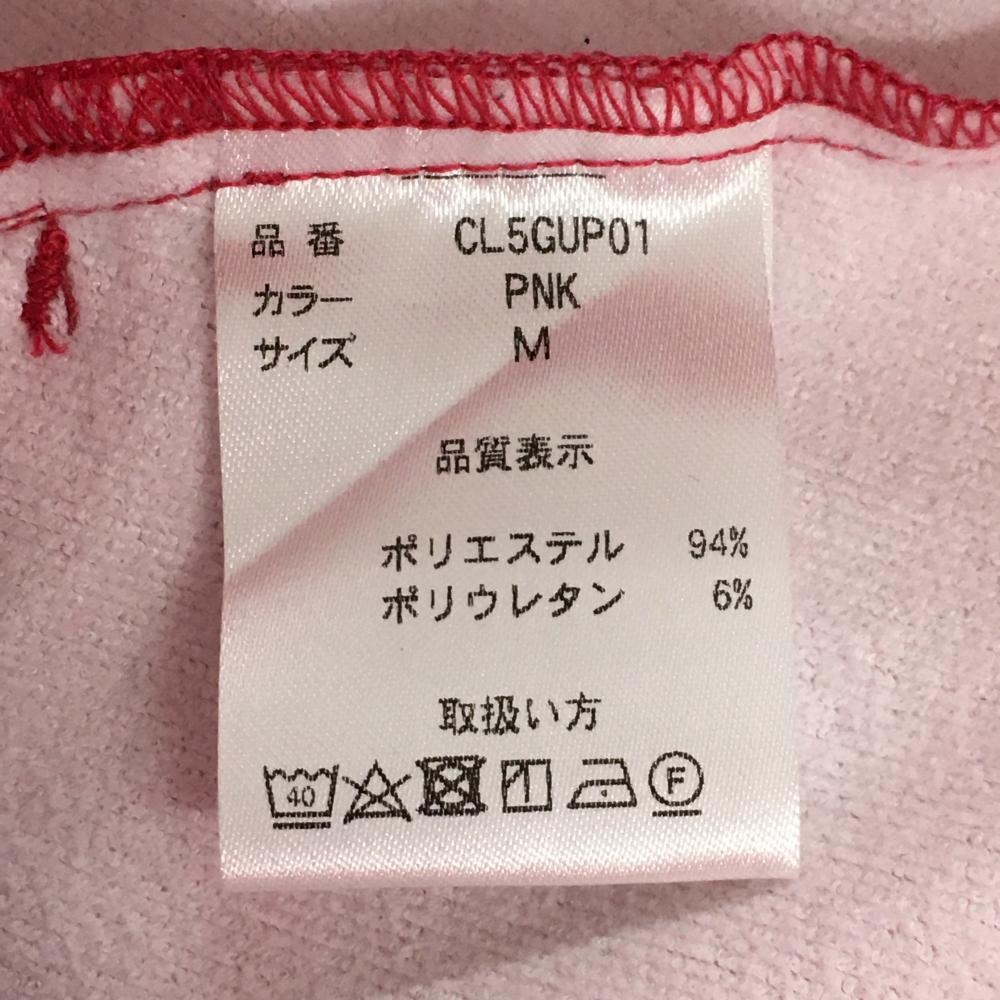 品番 CL5GUP01
カラー PNK
サイズ M
品質表示
ポリエステル 94%
ポリウレタン 6%
取扱い方
40 F